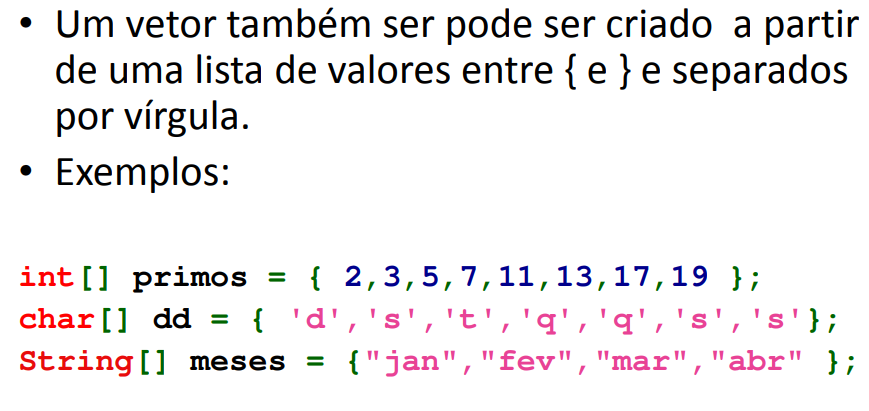 • Um vetor também ser pode ser criado a partir
de uma lista de valores entre { e } e separados
por vírgula.
• Exemplos:
int[] primos = { 2,3,5,7,11,13,17,19 };
char[] dd = { 'd','s','t','q','q','s','s'};
String[] meses = {"jan","fev","mar","abr" };